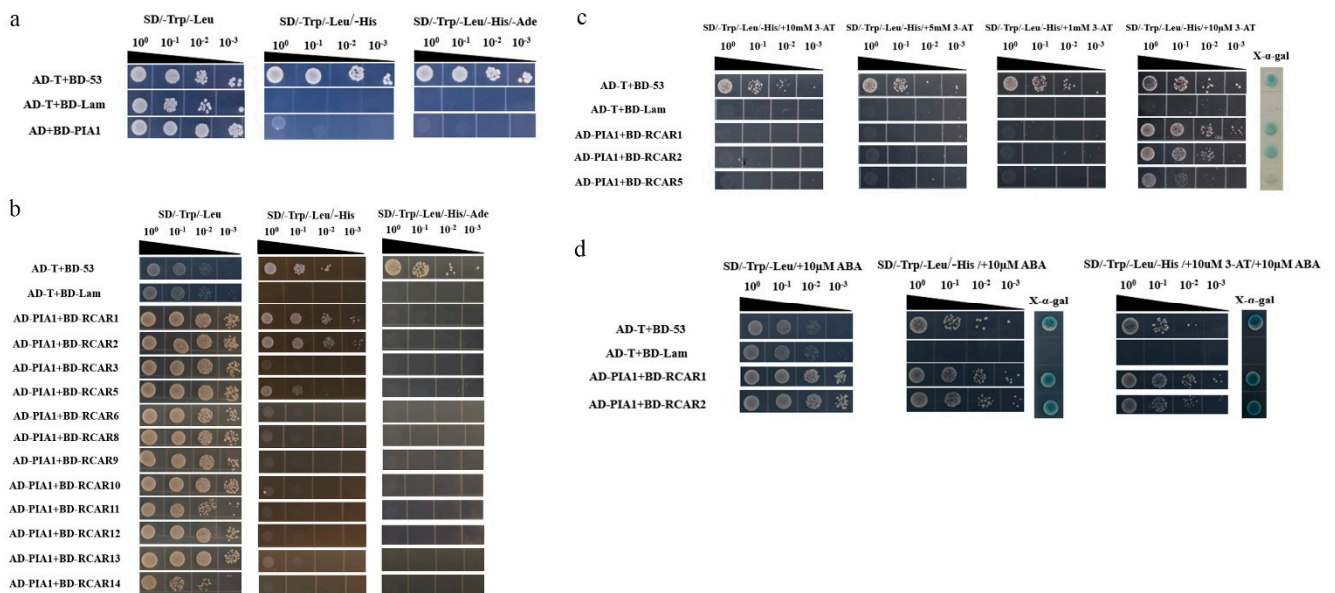 a
SD/-Trp/-Leu
SD/-Trp/-Leu/-His
SD/-Trp/-Leu/-His/-Ade
10⁰ 10⁻¹ 10⁻² 10⁻³
10⁰ 10⁻¹ 10⁻² 10⁻³
10⁰ 10⁻¹ 10⁻² 10⁻³
AD-T+BD-53
AD-T+BD-Lam
AD+BD-PIA1
b
SD/-Trp/-Leu
SD/-Trp/-Leu/-His
SD/-Trp/-Leu/-His/-Ade
10⁰ 10⁻¹ 10⁻² 10⁻³
10⁰ 10⁻¹ 10⁻² 10⁻³
10⁰ 10⁻¹ 10⁻² 10⁻³
AD-T+BD-53
AD-T+BD-Lam
AD-PIA1+BD-RCAR1
AD-PIA1+BD-RCAR2
AD-PIA1+BD-RCAR3
AD-PIA1+BD-RCAR5
AD-PIA1+BD-RCAR6
AD-PIA1+BD-RCAR8
AD-PIA1+BD-RCAR9
AD-PIA1+BD-RCAR10
AD-PIA1+BD-RCAR11
AD-PIA1+BD-RCAR12
AD-PIA1+BD-RCAR13
AD-PIA1+BD-RCAR14
c
SD/-Trp/-Leu/-His/+10mM 3-AT
SD/-Trp/-Leu/-His/+5mM 3-AT
SD/-Trp/-Leu/-His/+1mM 3-AT
SD/-Trp/-Leu/-His/+10μM 3-AT
10⁰ 10⁻¹ 10⁻² 10⁻³
10⁰ 10⁻¹ 10⁻² 10⁻³
10⁰ 10⁻¹ 10⁻² 10⁻³
10⁰ 10⁻¹ 10⁻² 10⁻³
X-α-gal
AD-T+BD-53
AD-T+BD-Lam
AD-PIA1+BD-RCAR1
AD-PIA1+BD-RCAR2
AD-PIA1+BD-RCAR5
d
SD/-Trp/-Leu/+10μM ABA
SD/-Trp/-Leu/-His /+10μM ABA
SD/-Trp/-Leu/-His /+10uM 3-AT/+10μM ABA
10⁰ 10⁻¹ 10⁻² 10⁻³
10⁰ 10⁻¹ 10⁻² 10⁻³
X-α-gal
10⁰ 10⁻¹ 10⁻² 10⁻³
X-α-gal
AD-T+BD-53
AD-T+BD-Lam
AD-PIA1+BD-RCAR1
AD-PIA1+BD-RCAR2